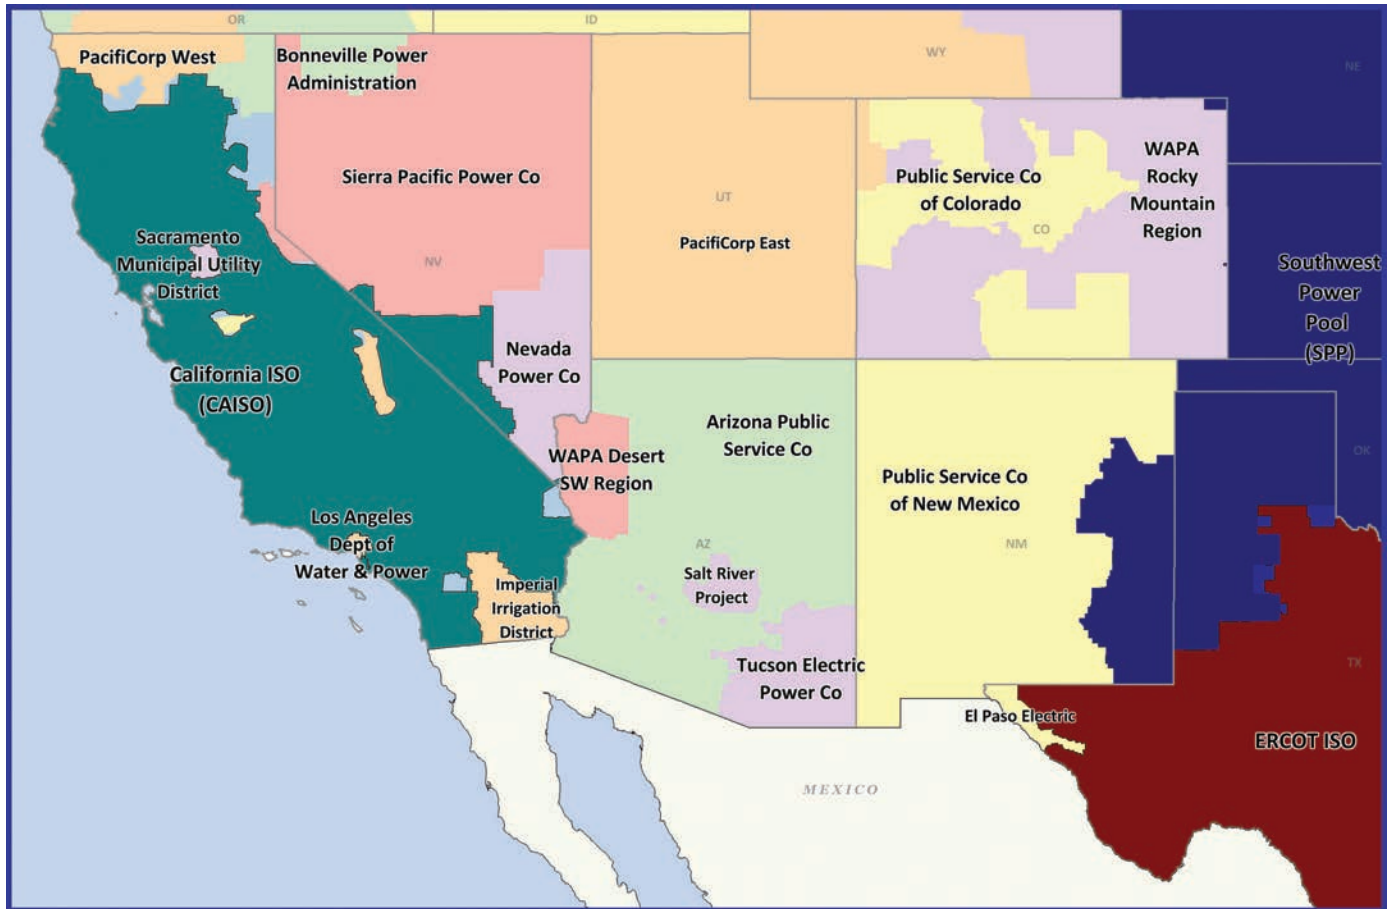 OR
ID
PacifiCorp West
Bonneville Power
Administration
WY
NE
Sierra Pacific Power Co
NV
UT
PacifiCorp East
Public Service Co
of Colorado
CO
WAPA
Rocky
Mountain
Region
Sacramento
Municipal Utility
District
Southwest
Power
Pool
(SPP)
California ISO
(CAISO)
Nevada
Power Co
Arizona Public
Service Co
WAPA Desert
SW Region
Public Service Co
of New Mexico
OK
Los Angeles
Dept of
Water & Power
AZ
NM
Imperial
Irrigation
District
Salt River
Project
Tucson Electric
Power Co
TX
El Paso Electric
ERCOT ISO
MEXICO